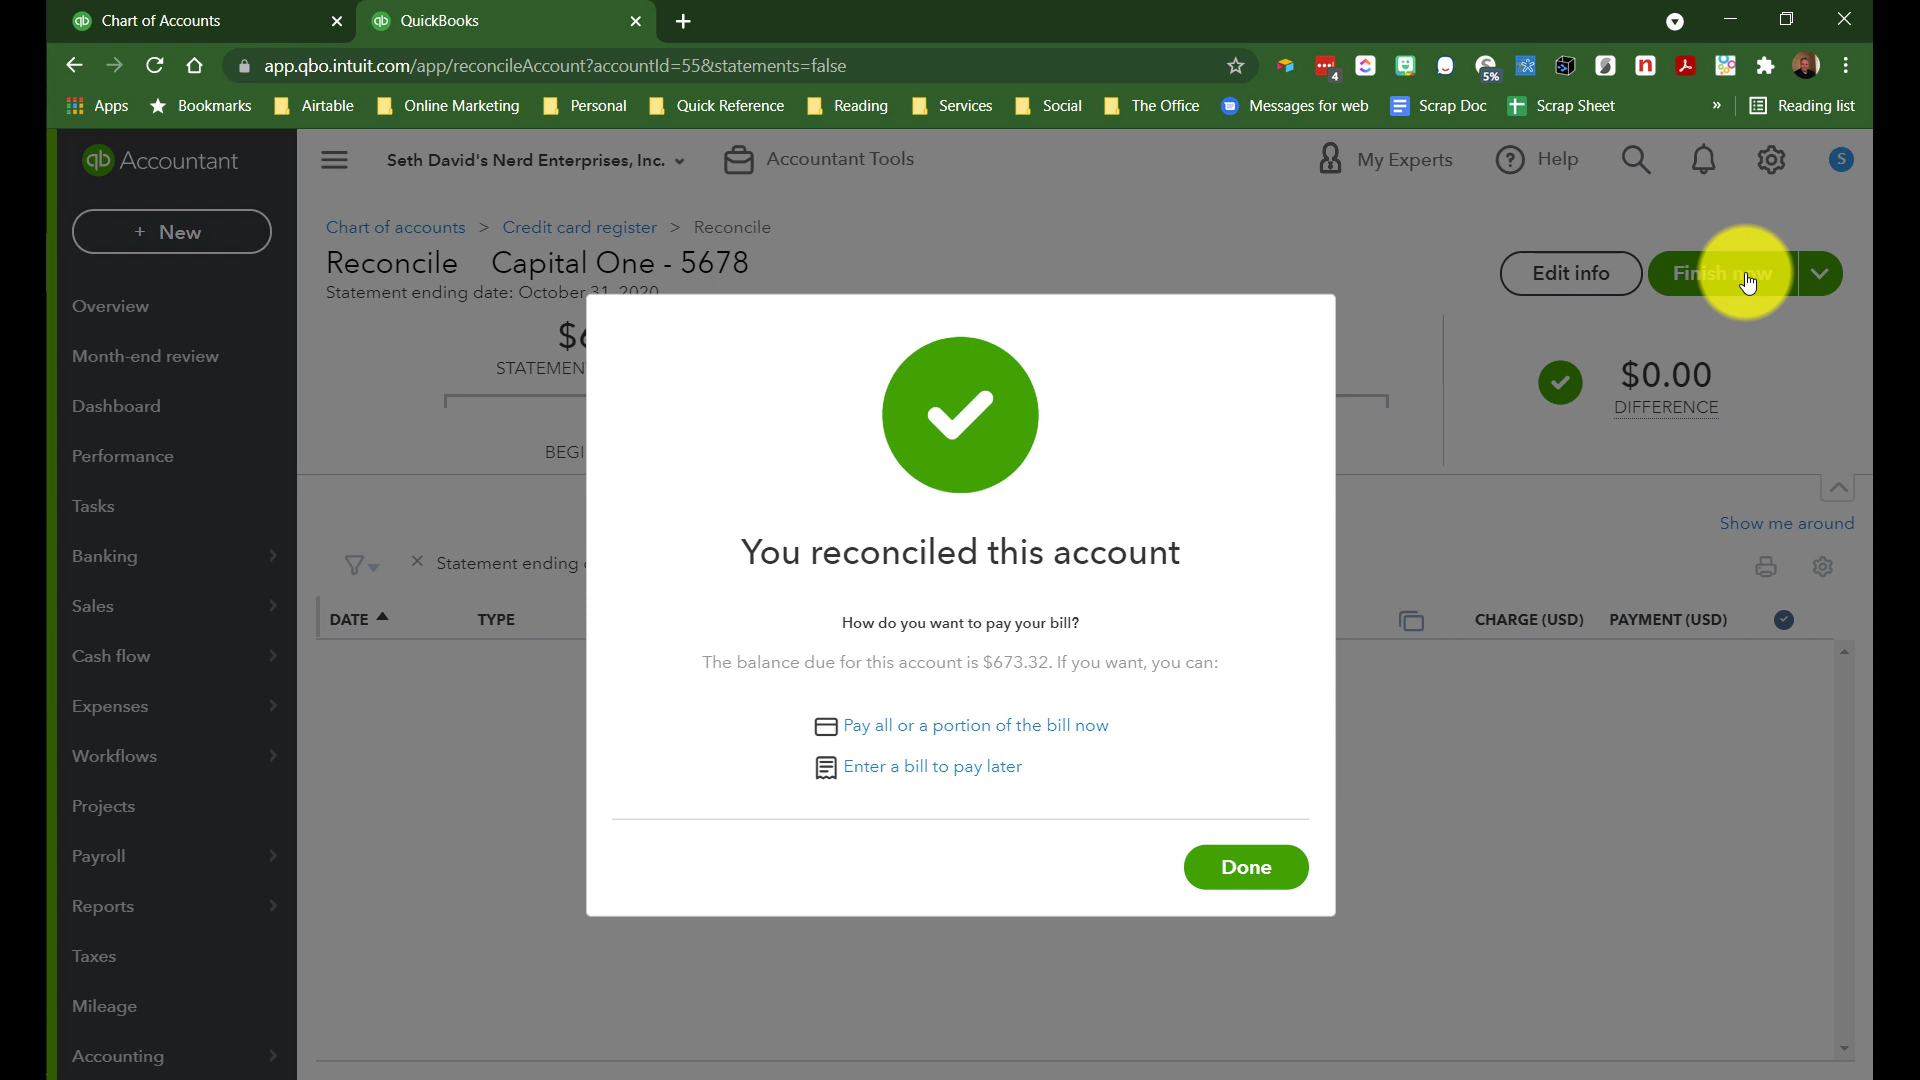 Chart of Accounts
QuickBooks
app.qbo.intuit.com/app/reconcileAccount?accountId=55&statements=false
4
5%
Apps
Bookmarks
Airtable
Online Marketing
Personal
Quick Reference
Reading
Services
Social
The Office
Messages for web
Scrap Doc
Scrap Sheet
»
Reading list
qb Accountant
Seth David's Nerd Enterprises, Inc.
Accountant Tools
My Experts
Help
S
+ New
Chart of accounts > Credit card register > Reconcile
Reconcile Capital One - 5678
Statement ending date: October 31, 2020
Edit info
Finish now
$0.00
DIFFERENCE
Show me around
× Statement ending
DATE
TYPE
CHARGE (USD)
PAYMENT (USD)
Overview
Month-end review
Dashboard
Performance
Tasks
Banking
Sales
Cash flow
Expenses
Workflows
Projects
Payroll
Reports
Taxes
Mileage
Accounting
You reconciled this account
How do you want to pay your bill?
The balance due for this account is $673.32. If you want, you can:
Pay all or a portion of the bill now
Enter a bill to pay later
Done